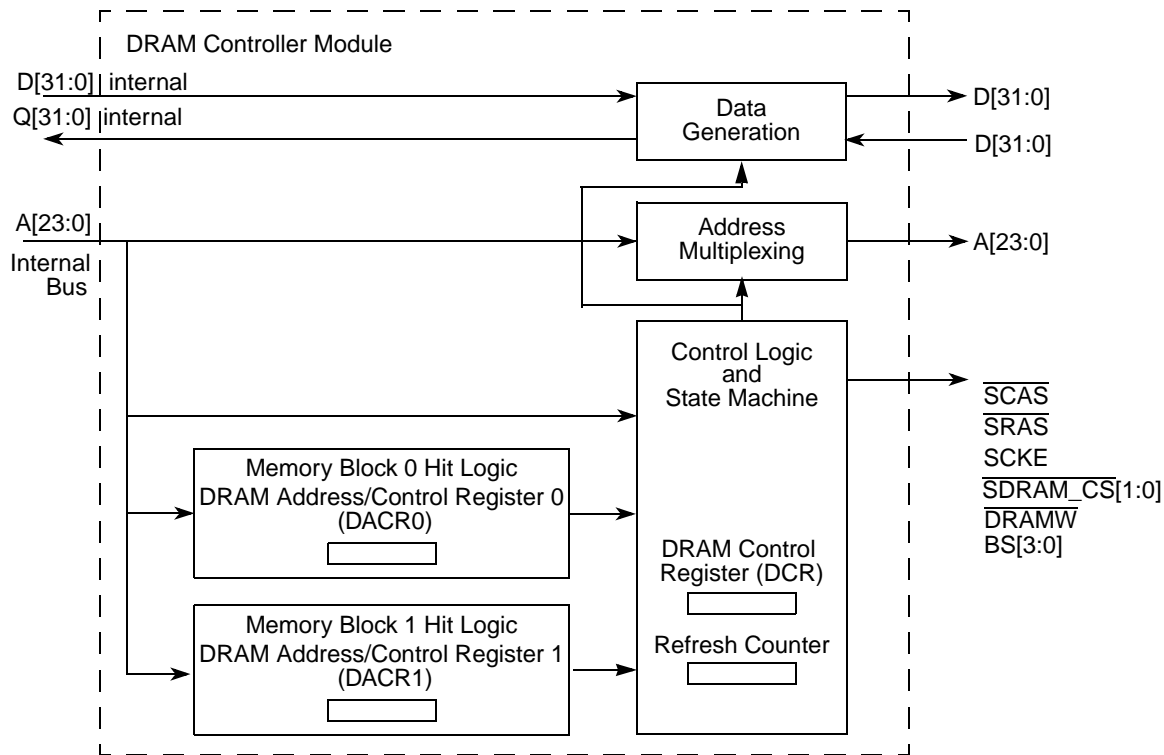 DRAM Controller Module
D[31:0] internal
Q[31:0] internal
Data
Generation
D[31:0]
D[31:0]
A[23:0]
Internal
Bus
Address
Multiplexing
A[23:0]
Control Logic
and
State Machine
SCAS
SRAS
SCKE
SDRAM_CS[1:0]
DRAMW
BS[3:0]
Memory Block 0 Hit Logic
DRAM Address/Control Register 0
(DACR0)
DRAM Control
Register (DCR)
Memory Block 1 Hit Logic
DRAM Address/Control Register 1
(DACR1)
Refresh Counter